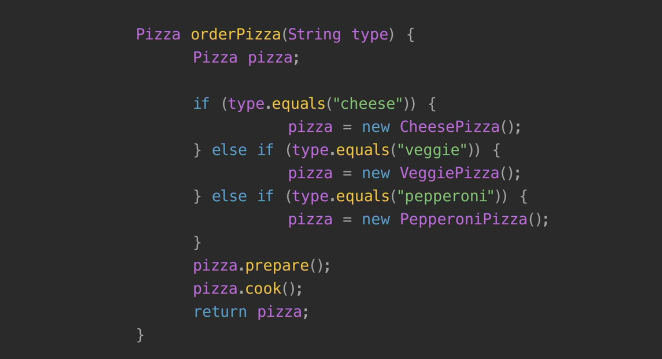 Pizza orderPizza(String type) {
Pizza pizza;
if (type.equals("cheese")) {
pizza = new CheesePizza();
} else if (type.equals("veggie")) {
pizza = new VeggiePizza();
} else if (type.equals("pepperoni")) {
pizza = new PepperoniPizza();
}
pizza.prepare();
pizza.cook();
return pizza;
}